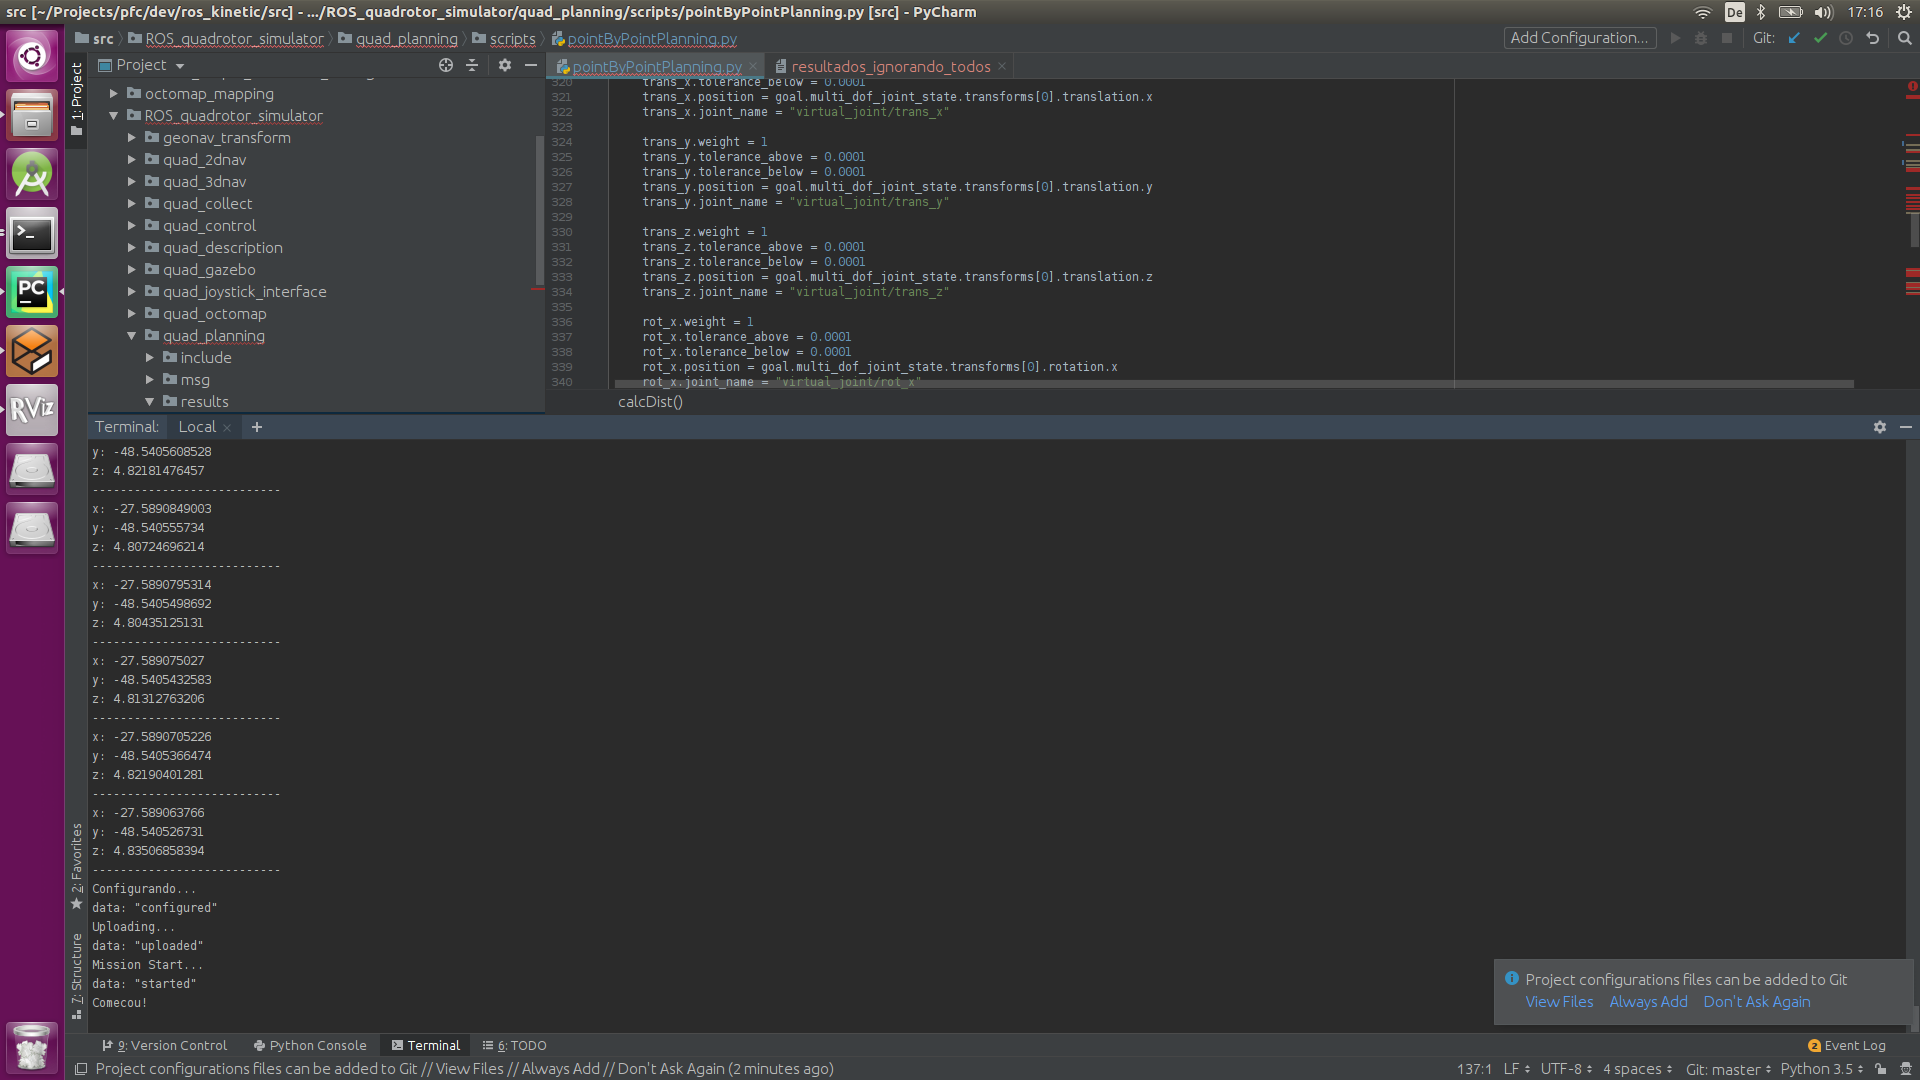 src [~/Projects/pfc/dev/ros_kinetic/src] - .../ROS_quadrotor_simulator/quad_planning/scripts/pointByPointPlanning.py [src] - PyCharm
De
17:16
src
ROS_quadrotor_simulator
quad_planning
scripts
pointByPointPlanning.py
Add Configuration...
Git:
Project
pointByPointPlanning.py
resultados_ignorando_todos
1: Project
octomap_mapping
ROS_quadrotor_simulator
geonav_transform
quad_2dnav
quad_3dnav
quad_collect
quad_control
quad_description
quad_gazebo
quad_joystick_interface
quad_octomap
quad_planning
include
msg
results
320 trans_x.tolerance_below = 0.0001
321 trans_x.position = goal.multi_dof_joint_state.transforms[0].translation.x
322 trans_x.joint_name = "virtual_joint/trans_x"
323
324 trans_y.weight = 1
325 trans_y.tolerance_above = 0.0001
326 trans_y.tolerance_below = 0.0001
327 trans_y.position = goal.multi_dof_joint_state.transforms[0].translation.y
328 trans_y.joint_name = "virtual_joint/trans_y"
329
330 trans_z.weight = 1
331 trans_z.tolerance_above = 0.0001
332 trans_z.tolerance_below = 0.0001
333 trans_z.position = goal.multi_dof_joint_state.transforms[0].translation.z
334 trans_z.joint_name = "virtual_joint/trans_z"
335
336 rot_x.weight = 1
337 rot_x.tolerance_above = 0.0001
338 rot_x.tolerance_below = 0.0001
339 rot_x.position = goal.multi_dof_joint_state.transforms[0].rotation.x
340 rot_x.joint_name = "virtual_joint/rot_x"
calcDist()
PC
RViz
Terminal:
Local
y: -48.5405608528
z: 4.82181476457
---------------------------
x: -27.5890849003
y: -48.540555734
z: 4.80724696214
---------------------------
x: -27.5890795314
y: -48.5405498692
z: 4.80435125131
---------------------------
x: -27.589075027
y: -48.5405432583
z: 4.81312763206
---------------------------
x: -27.5890705226
y: -48.5405366474
z: 4.82190401281
---------------------------
x: -27.589063766
y: -48.540526731
z: 4.83506858394
---------------------------
Configurando...
data: "configured"
Uploading...
data: "uploaded"
Mission Start...
data: "started"
Comecou!
2: Favorites
7: Structure
Project configurations files can be added to Git
View Files Always Add Don't Ask Again
9: Version Control
Python Console
Terminal
6: TODO
2 Event Log
Project configurations files can be added to Git // View Files // Always Add // Don't Ask Again (2 minutes ago)
137:1 LF UTF-8 4 spaces Git: master Python 3.5